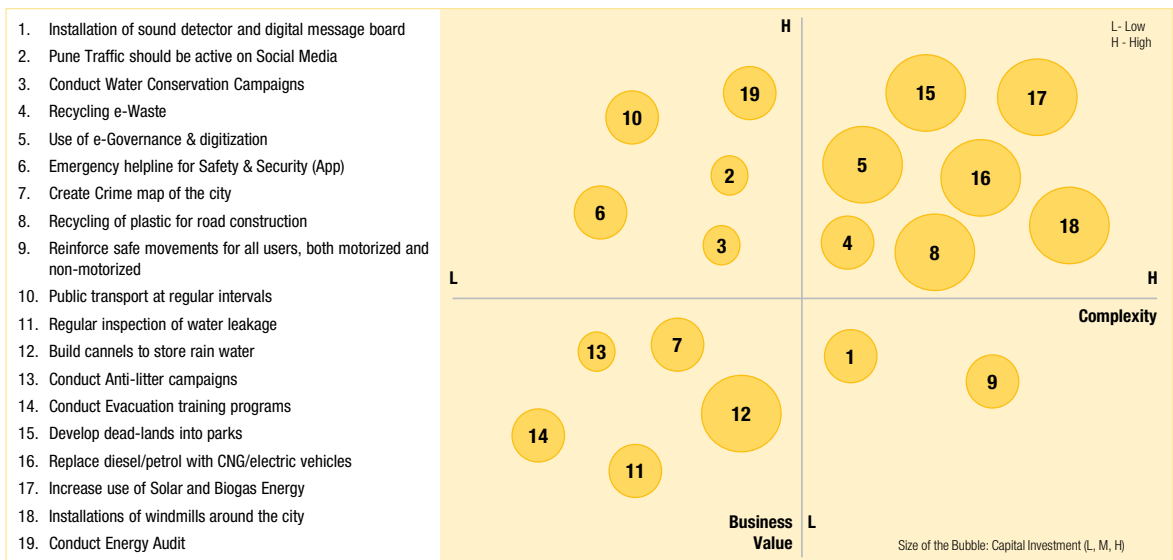 1. Installation of sound detector and digital message board
2. Pune Traffic should be active on Social Media
3. Conduct Water Conservation Campaigns
4. Recycling e-Waste
5. Use of e-Governance & digitization
6. Emergency helpline for Safety & Security (App)
7. Create Crime map of the city
8. Recycling of plastic for road construction
9. Reinforce safe movements for all users, both motorized and
non-motorized
10. Public transport at regular intervals
11. Regular inspection of water leakage
12. Build cannels to store rain water
13. Conduct Anti-litter campaigns
14. Conduct Evacuation training programs
15. Develop dead-lands into parks
16. Replace diesel/petrol with CNG/electric vehicles
17. Increase use of Solar and Biogas Energy
18. Installations of windmills around the city
19. Conduct Energy Audit
H
L- Low
H - High
19
10
2
6
3
15
17
5
16
18
4
8
L
H
Complexity
13
7
12
14
11
1
9
Business
Value
L
Size of the Bubble: Capital Investment (L, M, H)